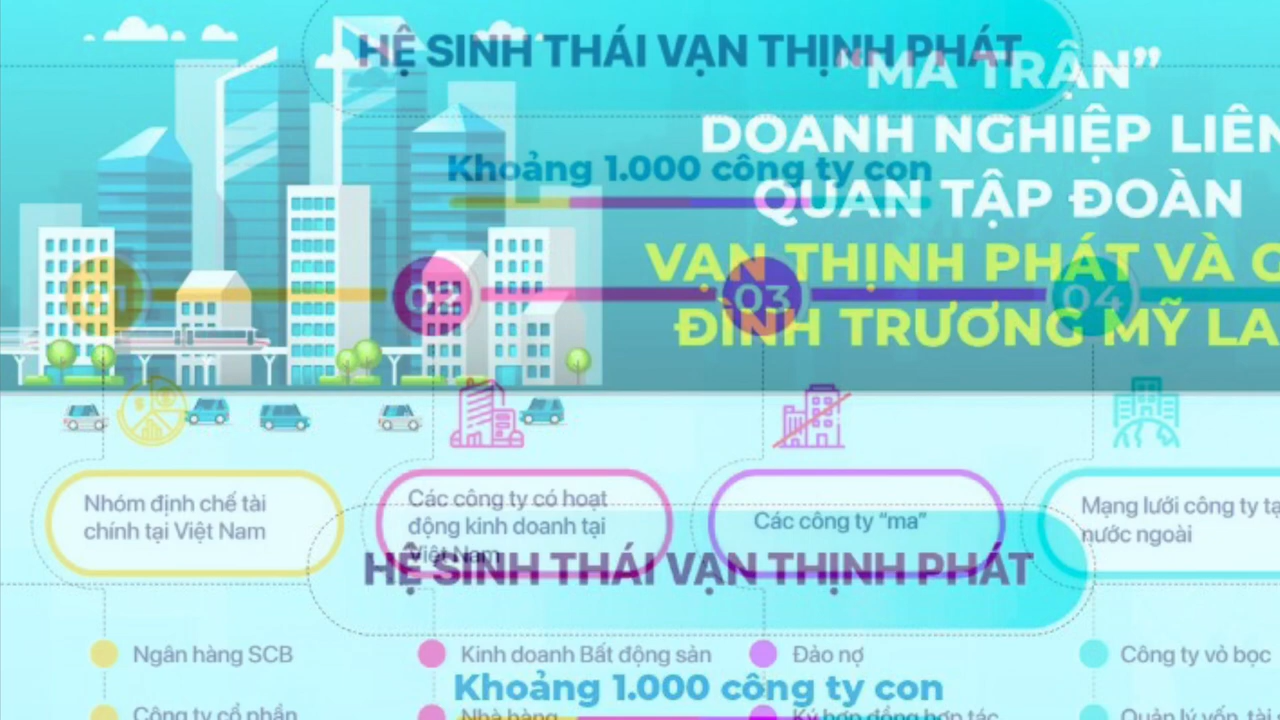 HỆ SINH THÁI VẠN THỊNH PHÁT
“MA TRẬN”
DOANH NGHIỆP LIÊN
QUAN TẬP ĐOÀN
VẠN THỊNH PHÁT VÀ G
ĐÌNH TRƯƠNG MỸ LA
Khoảng 1.000 công ty con
01
02
03
04
Nhóm định chế tài
chính tại Việt Nam
Các công ty có hoạt
động kinh doanh tại
Việt Nam
Các công ty “ma”
Mạng lưới công ty tạ
nước ngoài
HỆ SINH THÁI VẠN THỊNH PHÁT
Ngân hàng SCB
Kinh doanh Bất động sản
Đảo nợ
Công ty vỏ bọc
Khoảng 1.000 công ty con
Công ty cổ phần
Nhà hàng
Ký hợp đồng hợp tác
Quản lý vốn, tài